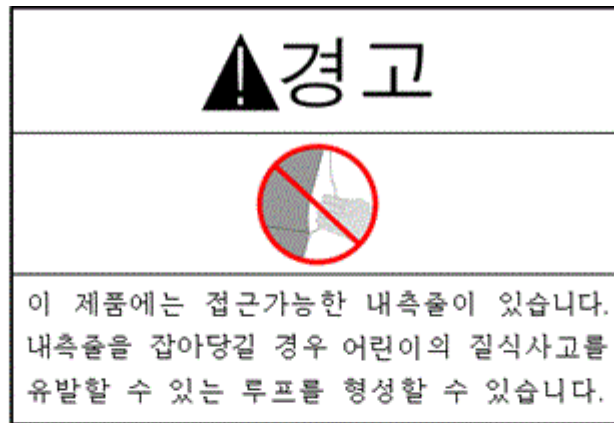 경고
이 제품에는 접근가능한 내측줄이 있습니다.
내측줄을 잡아당길 경우 어린이의 질식사고를
유발할 수 있는 루프를 형성할 수 있습니다.